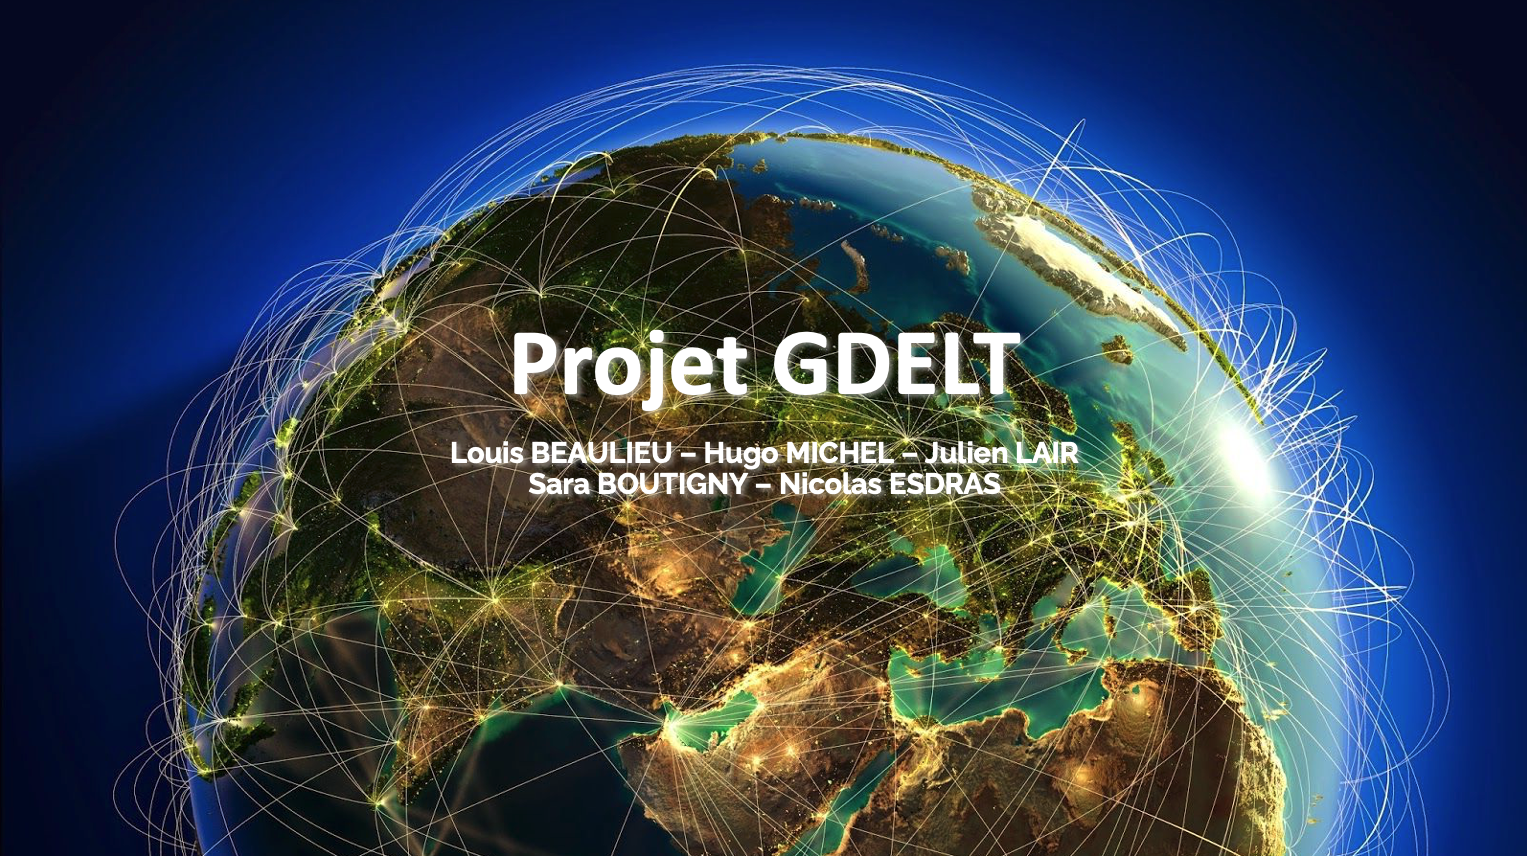 Projet GDELT
Louis BEAULIEU – Hugo MICHEL – Julien LAIR
Sara BOUTIGNY – Nicolas ESDRAS